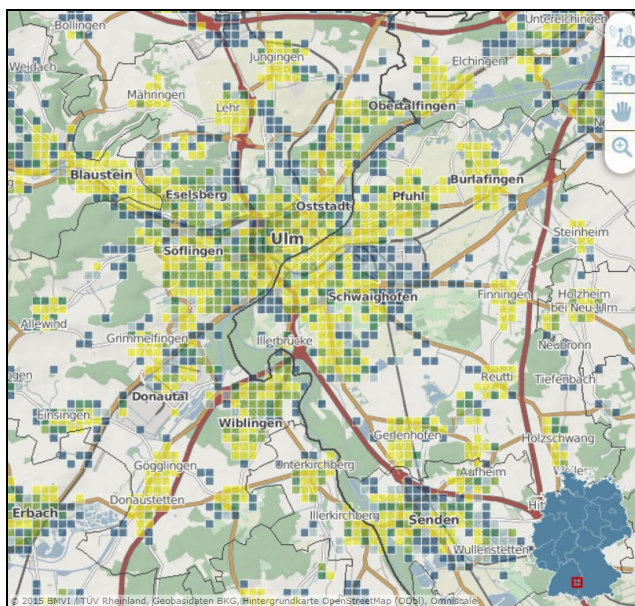 Bollingen
Unterelchingen
Jungingen
Elchingen
Weidach
Mähringen
Lehr
Obertalfingen
Blaustein
Eselsberg
Oststadt
Pfuhl
Burlafingen
Steinheim
Ulm
Söflingen
Schwaighofen
Finningen
Holzheim
bei Neu-Ulm
Allewind
Grimmelfingen
Illerbrücke
Neubronn
Reutti
Tiefenbach
Donautal
Einsingen
Wiblingen
Gerlenhofen
Holzschwang
Gögglingen
Unterkirchberg
Aufheim
Donaustetten
Erbach
Illerkirchberg
Senden
Wullenstetten
© 2015 BMVI / TÜV Rheinland, Geobasidaten BKG, Hintergrundkarte OpenStreetMap (ODbL), Omniscale